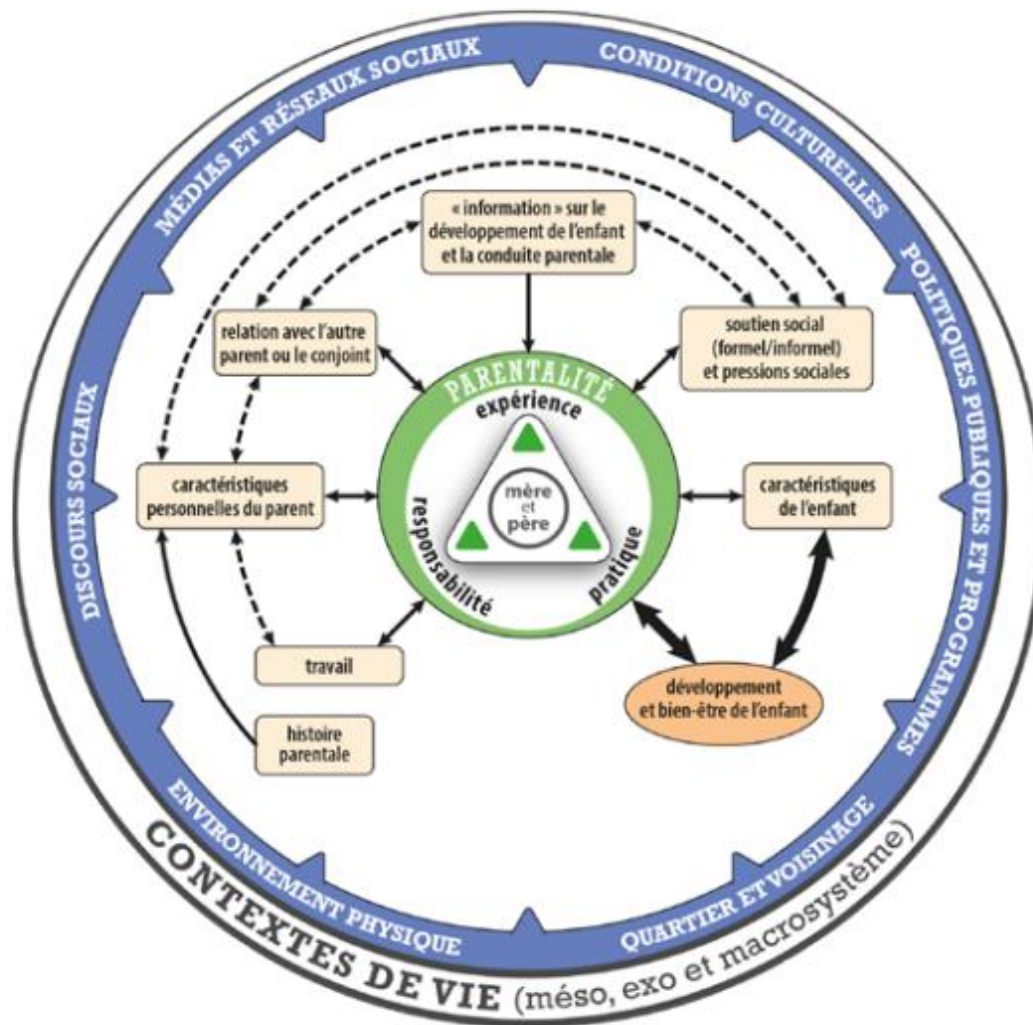 MÉDIAS ET RÉSEAUX SOCIAUX
CONDITIONS CULTURELLES
POLITIQUES PUBLIQUES ET PROGRAMMES
DISCOURS SOCIAUX
« information » sur le
développement de l'enfant
et la conduite parentale
relation avec l'autre
parent ou le conjoint
soutien social
(formel/informel)
et pressions sociales
PARENTALITÉ
expérience
caractéristiques
personnelles du parent
mère
et
père
caractéristiques
de l'enfant
responsabilité
pratique
travail
développement
et bien-être de l'enfant
histoire
parentale
ENVIRONNEMENT PHYSIQUE
QUARTIER ET VOISINAGE
CONTEXTES DE VIE (méso, exo et macrosystème)